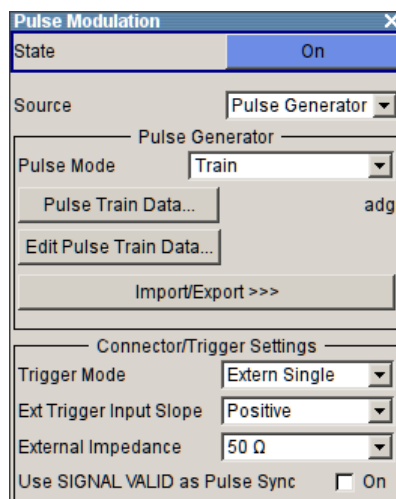 Pulse Modulation
State On
Source Pulse Generator
Pulse Generator
Pulse Mode Train
Pulse Train Data... adg
Edit Pulse Train Data...
Import/Export >>>
Connector/Trigger Settings
Trigger Mode Extern Single
Ext Trigger Input Slope Positive
External Impedance 50 Ω
Use SIGNAL VALID as Pulse Sync On